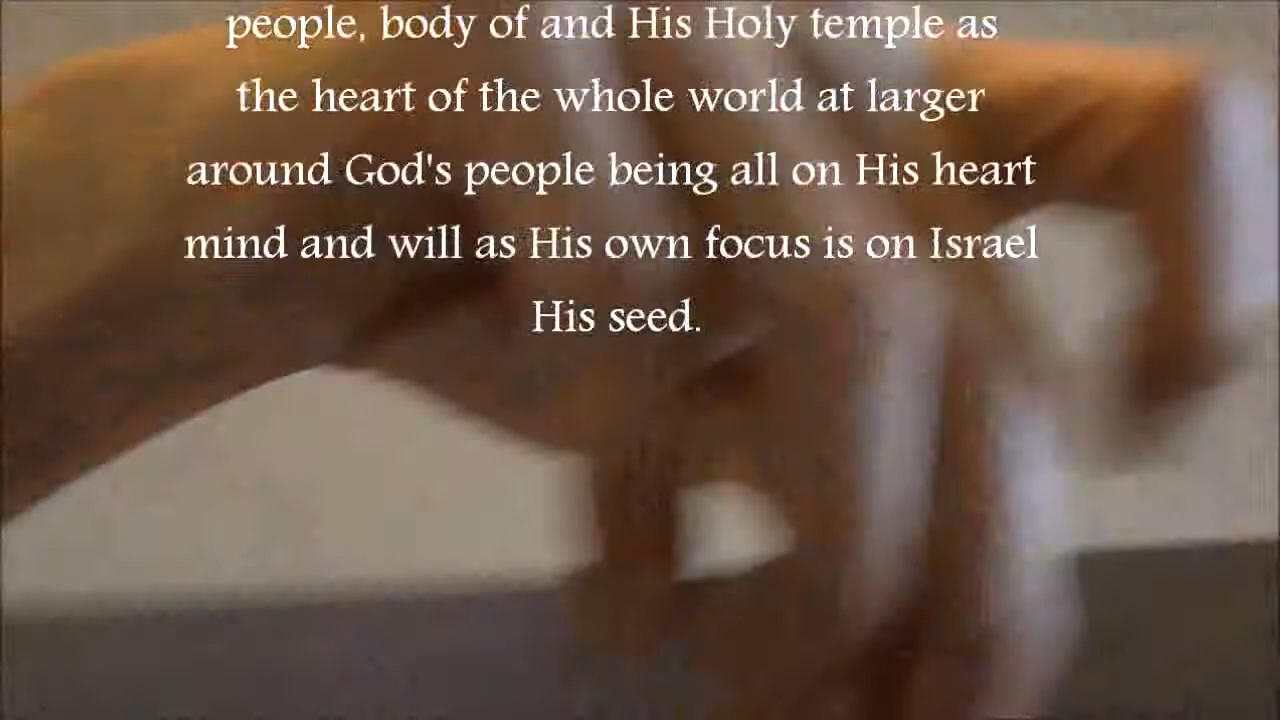 people, body of and His Holy temple as
the heart of the whole world at larger
around God's people being all on His heart
mind and will as His own focus is on Israel
His seed.